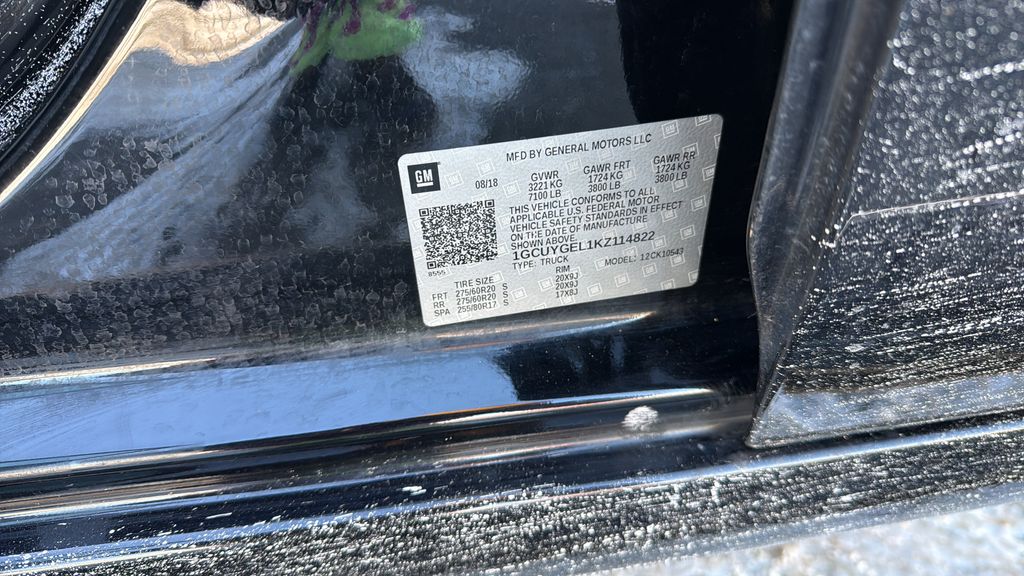 MFD BY GENERAL MOTORS LLC
GM
08/18
GVWR GAWR FRT GAWR RR
3221 KG 1724 KG 1724 KG
7100 LB 3800 LB 3800 LB
THIS VEHICLE CONFORMS TO ALL
APPLICABLE U.S. FEDERAL MOTOR
VEHICLE SAFETY STANDARDS IN EFFECT
ON THE DATE OF MANUFACTURE
SHOWN ABOVE.
1GCUYGEL1KZ114822
TYPE: TRUCK MODEL: 12CK10543
8555
TIRE SIZE RIM
FRT 275/60R20 S 20X9J
RR 275/60R20 S 20X9J
SPA 255/80R17 S 17X8J